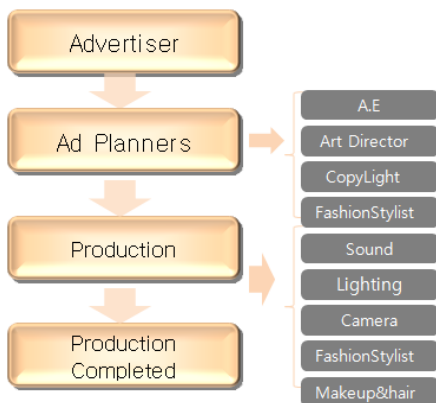 Advertiser
Ad Planners
A.E
Art Director
CopyLight
FashionStylist
Production
Sound
Lighting
Camera
FashionStylist
Makeup&hair
Production
Completed